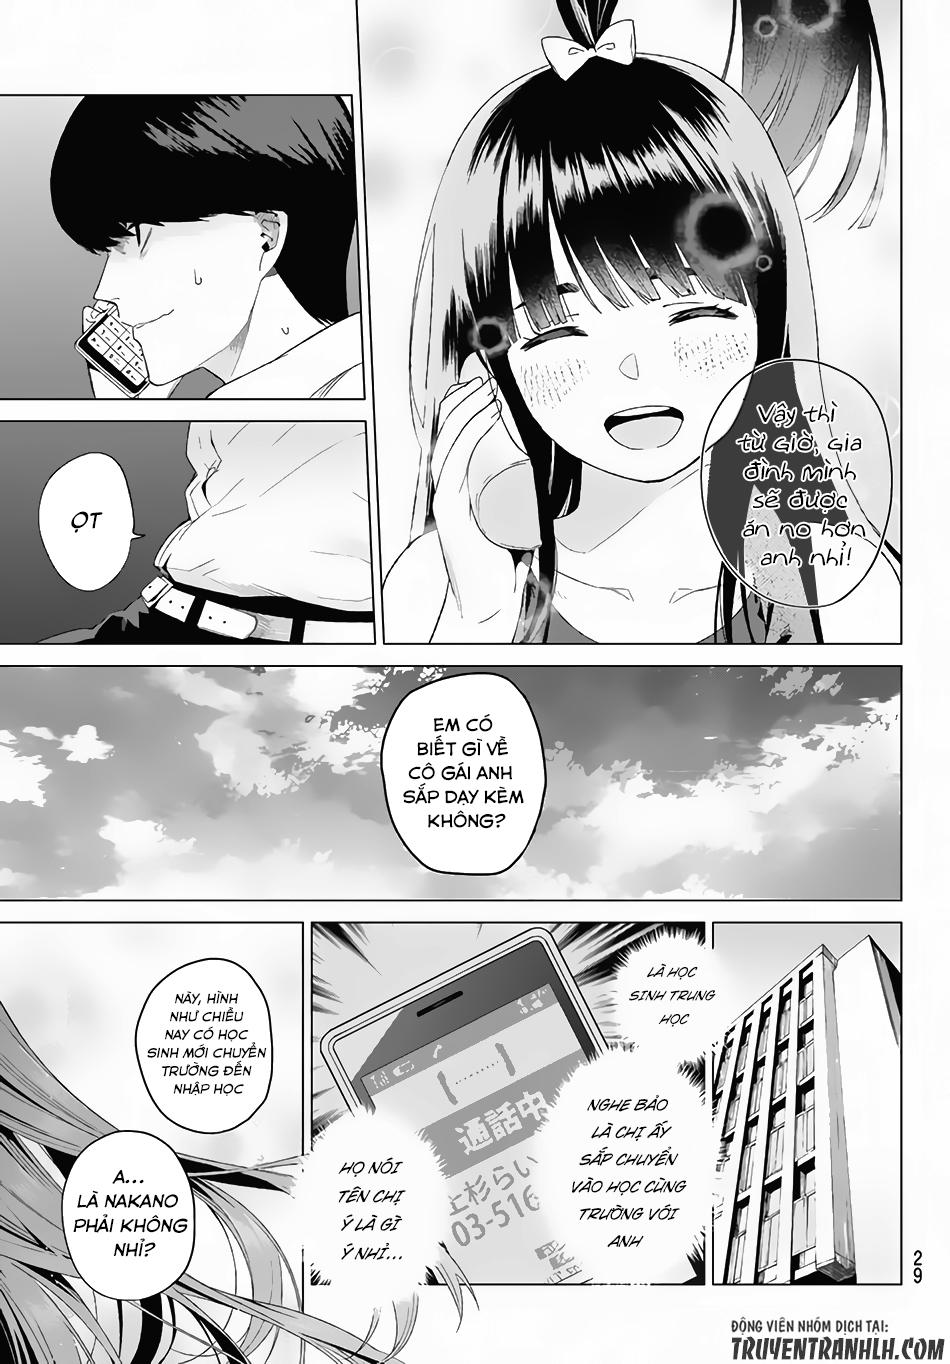 Vậy thì
từ giờ, gia
đình mình
sẽ được
ăn no hơn
anh nhỉ!
ỌT
EM CÓ
BIẾT GÌ VỀ
CÔ GÁI ANH
SẮP DẠY KÈM
KHÔNG?
LÀ HỌC
SINH TRUNG
HỌC
NGHE BẢO
LÀ CHỊ ẤY
SẮP CHUYỂN
VÀO HỌC CÙNG
TRƯỜNG VỚI
ANH
通話中
上杉らい
03-516
HỌ NÓI
TÊN CHỊ
Ý LÀ GÌ
Ý NHỈ...
NÀY, HÌNH
NHƯ CHIỀU
NAY CÓ HỌC
SINH MỚI CHUYỂN
TRƯỜNG ĐẾN
NHẬP HỌC
A...
LÀ NAKANO
PHẢI KHÔNG
NHỈ?
29
ĐỘNG VIÊN NHÓM DỊCH TẠI:
TRUYENTRANHLH.COM